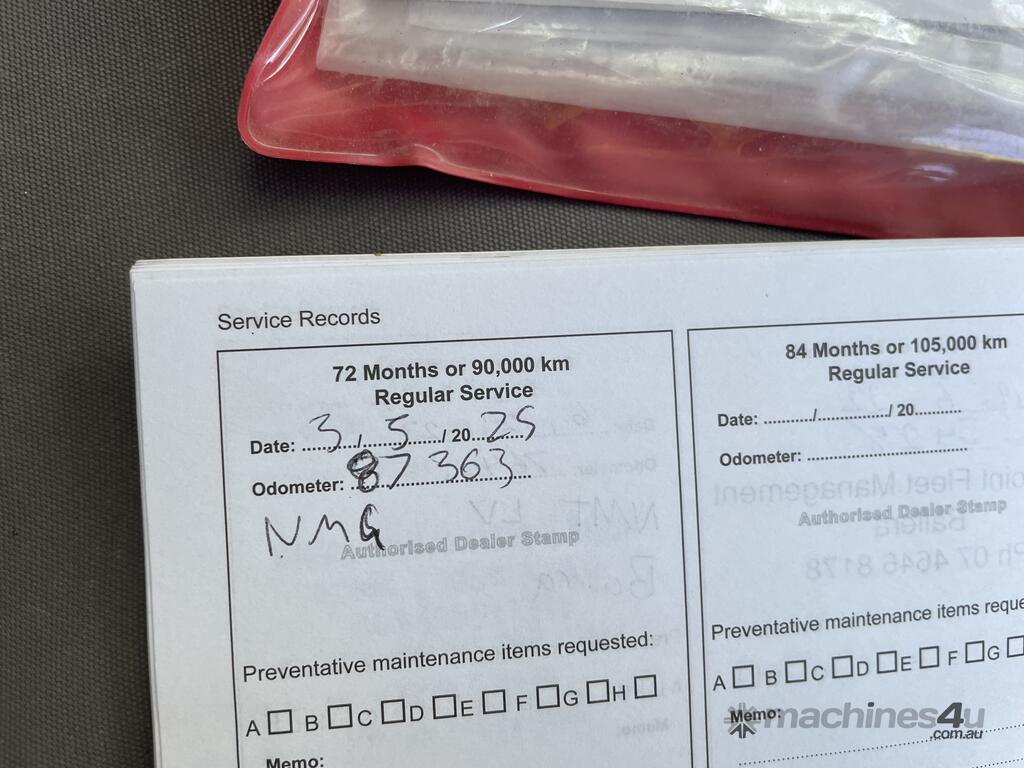 Service Records
72 Months or 90,000 km
Regular Service
Date: 3 / 5 / 20 25
Odometer: 87363
NMG
Authorised Dealer Stamp
Preventative maintenance items requested:
A B C D E F G H
Memo:
84 Months or 105,000 km
Regular Service
Date: ........../................/ 20..........
Odometer: ..................................
Authorised Dealer Stamp
Preventative maintenance items
A B C D E F G
Memo:
machines4u
.com.au